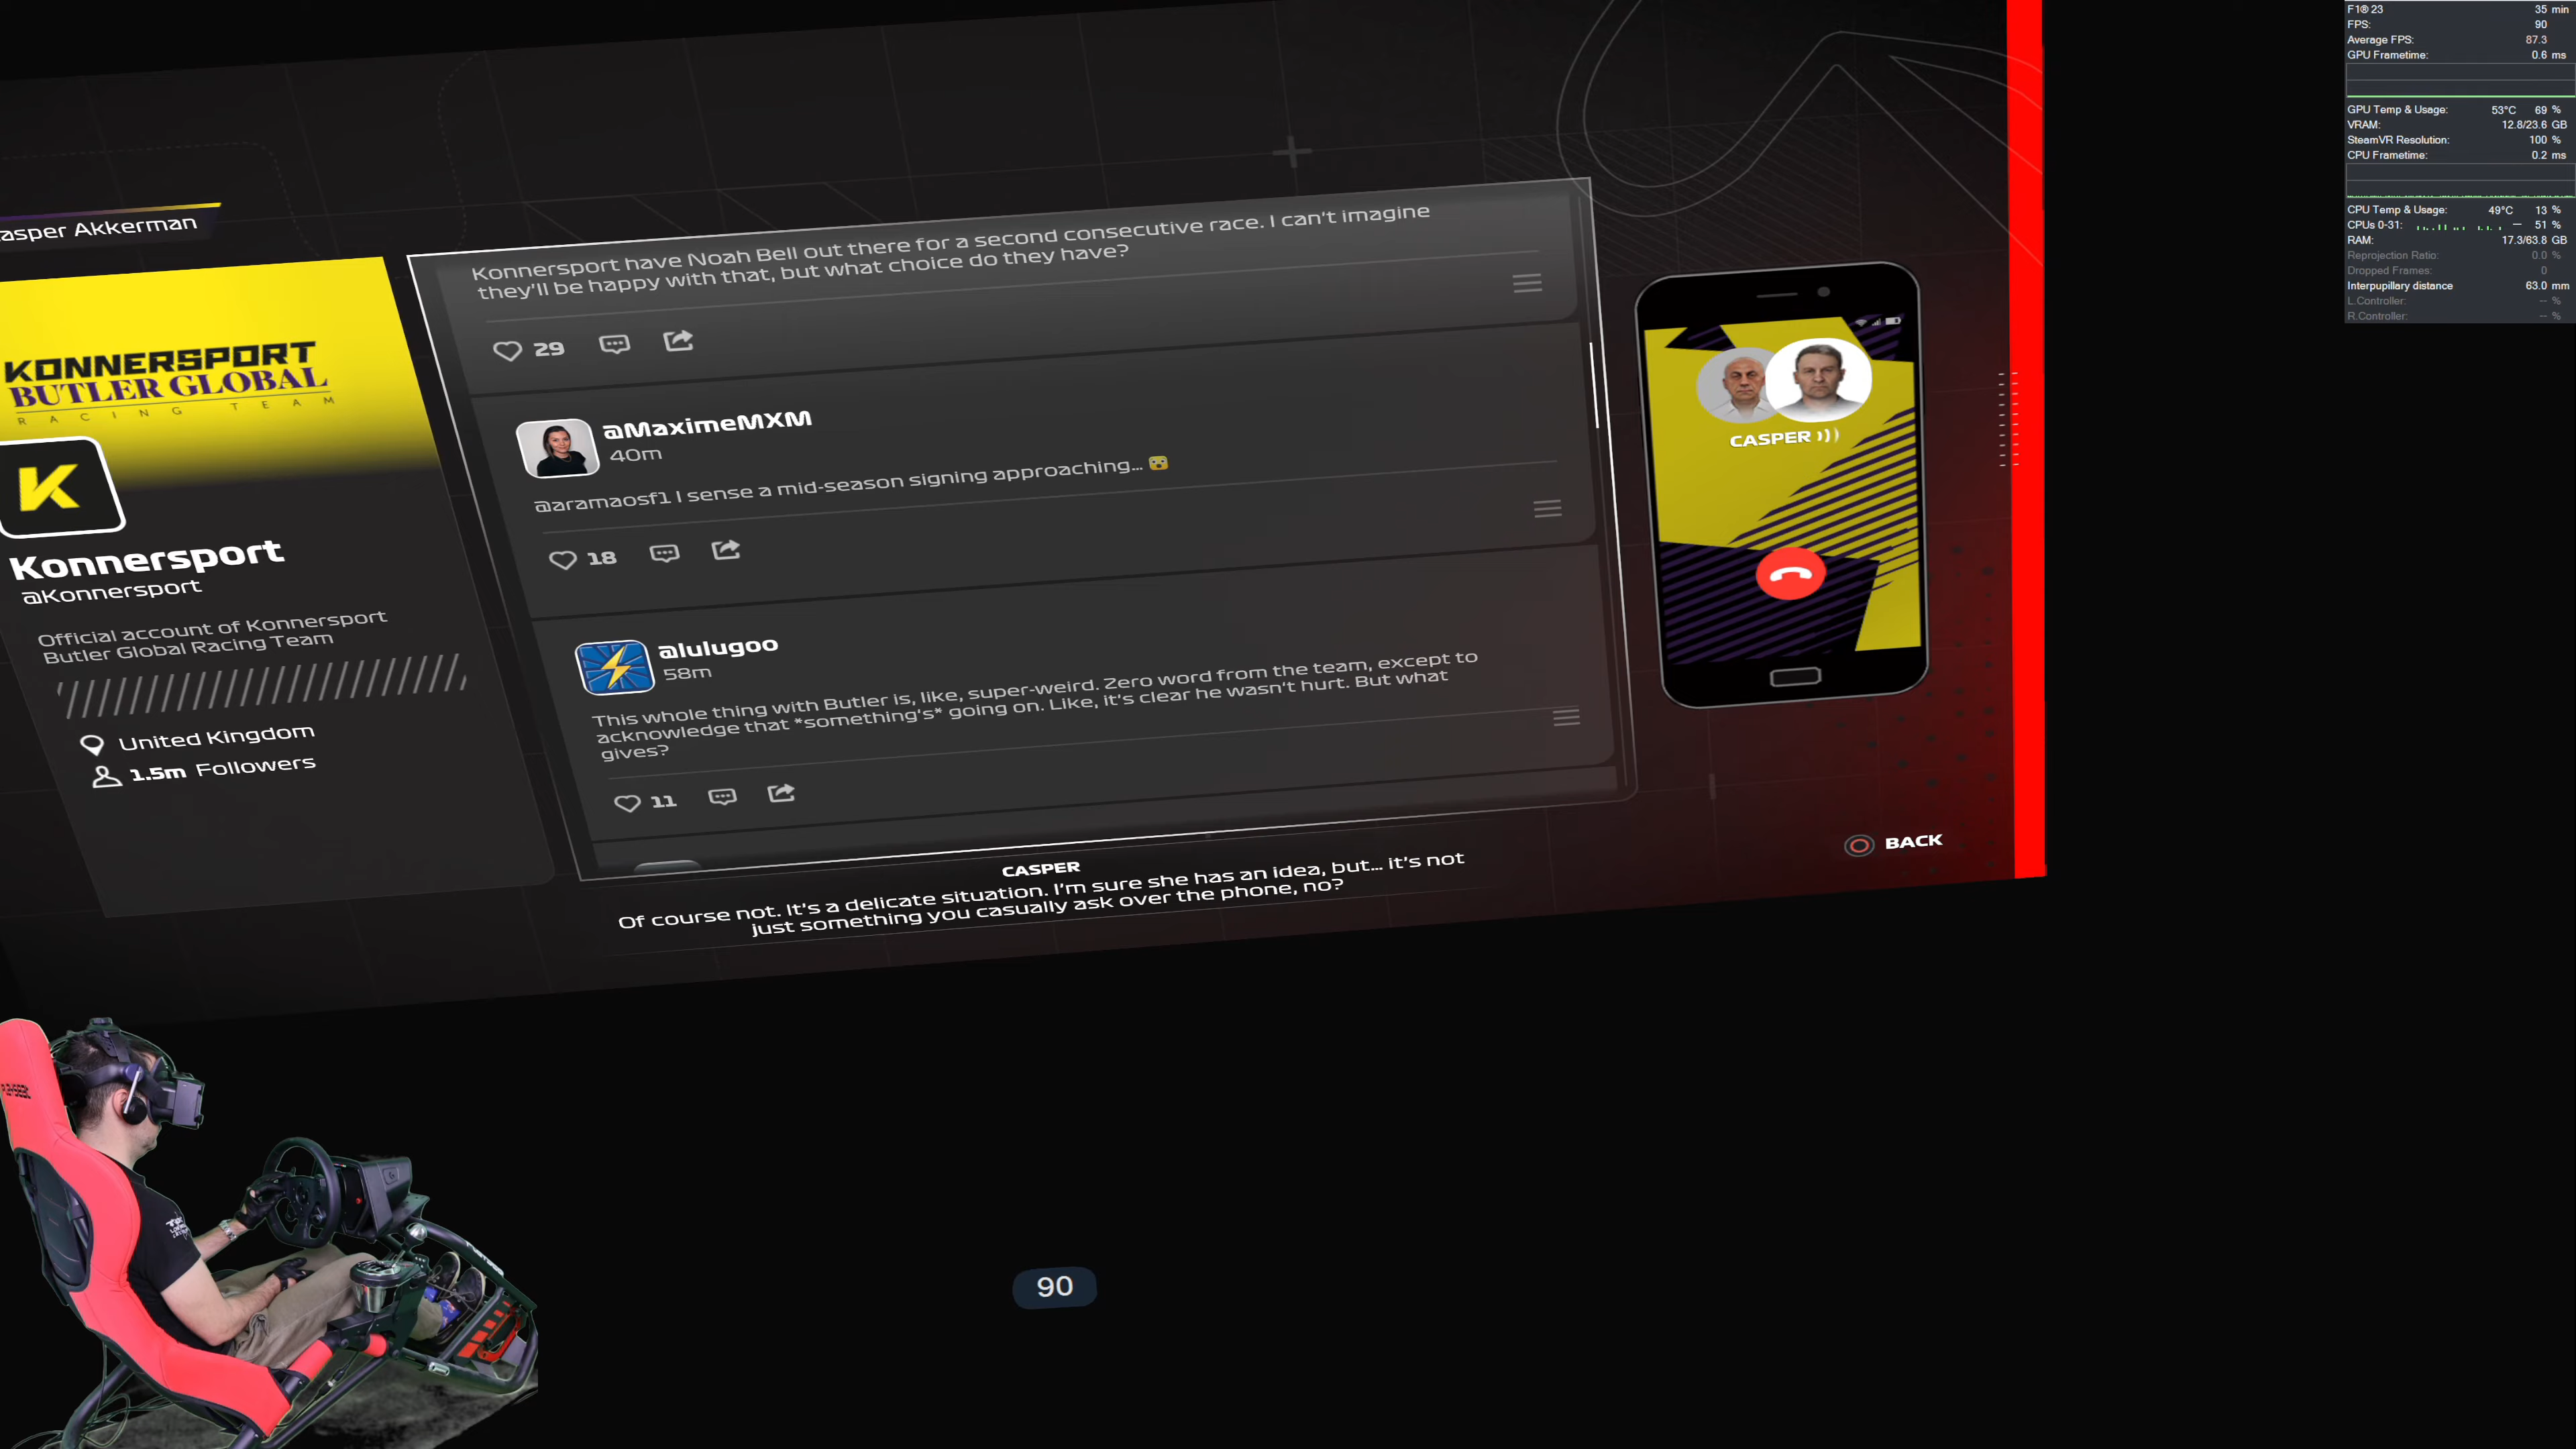 asper Akkerman
KONNERSPORT
BUTLER GLOBAL
RACING TEAM
K
Konnersport
@Konnersport
Official account of Konnersport
Butler Global Racing Team
United Kingdom
1.5m Followers
Konnersport have Noah Bell out there for a second consecutive race. I can't imagine
they'll be happy with that, but what choice do they have?
29
@MaximeMXM
40m
@aramaosf1 I sense a mid-season signing approaching...
18
@lulugoo
58m
This whole thing with Butler is, like, super-weird. Zero word from the team, except to
acknowledge that *something's* going on. Like, it's clear he wasn't hurt. But what
gives?
11
CASPER
Of course not. It's a delicate situation. I'm sure she has an idea, but... it's not
just something you casually ask over the phone, no?
CASPER
BACK
90
F1® 23 35 min
FPS: 90
Average FPS: 87.3
GPU Frametime: 0.6 ms
GPU Temp & Usage: 53°C 69 %
VRAM: 12.8/23.6 GB
SteamVR Resolution: 100 %
CPU Frametime: 0.2 ms
CPU Temp & Usage: 49°C 13 %
CPUs 0-31: 51 %
RAM: 17.3/63.8 GB
Reprojection Ratio: 0.0 %
Dropped Frames: 0
Interpupillary distance 63.0 mm
L.Controller: -- %
R.Controller: -- %